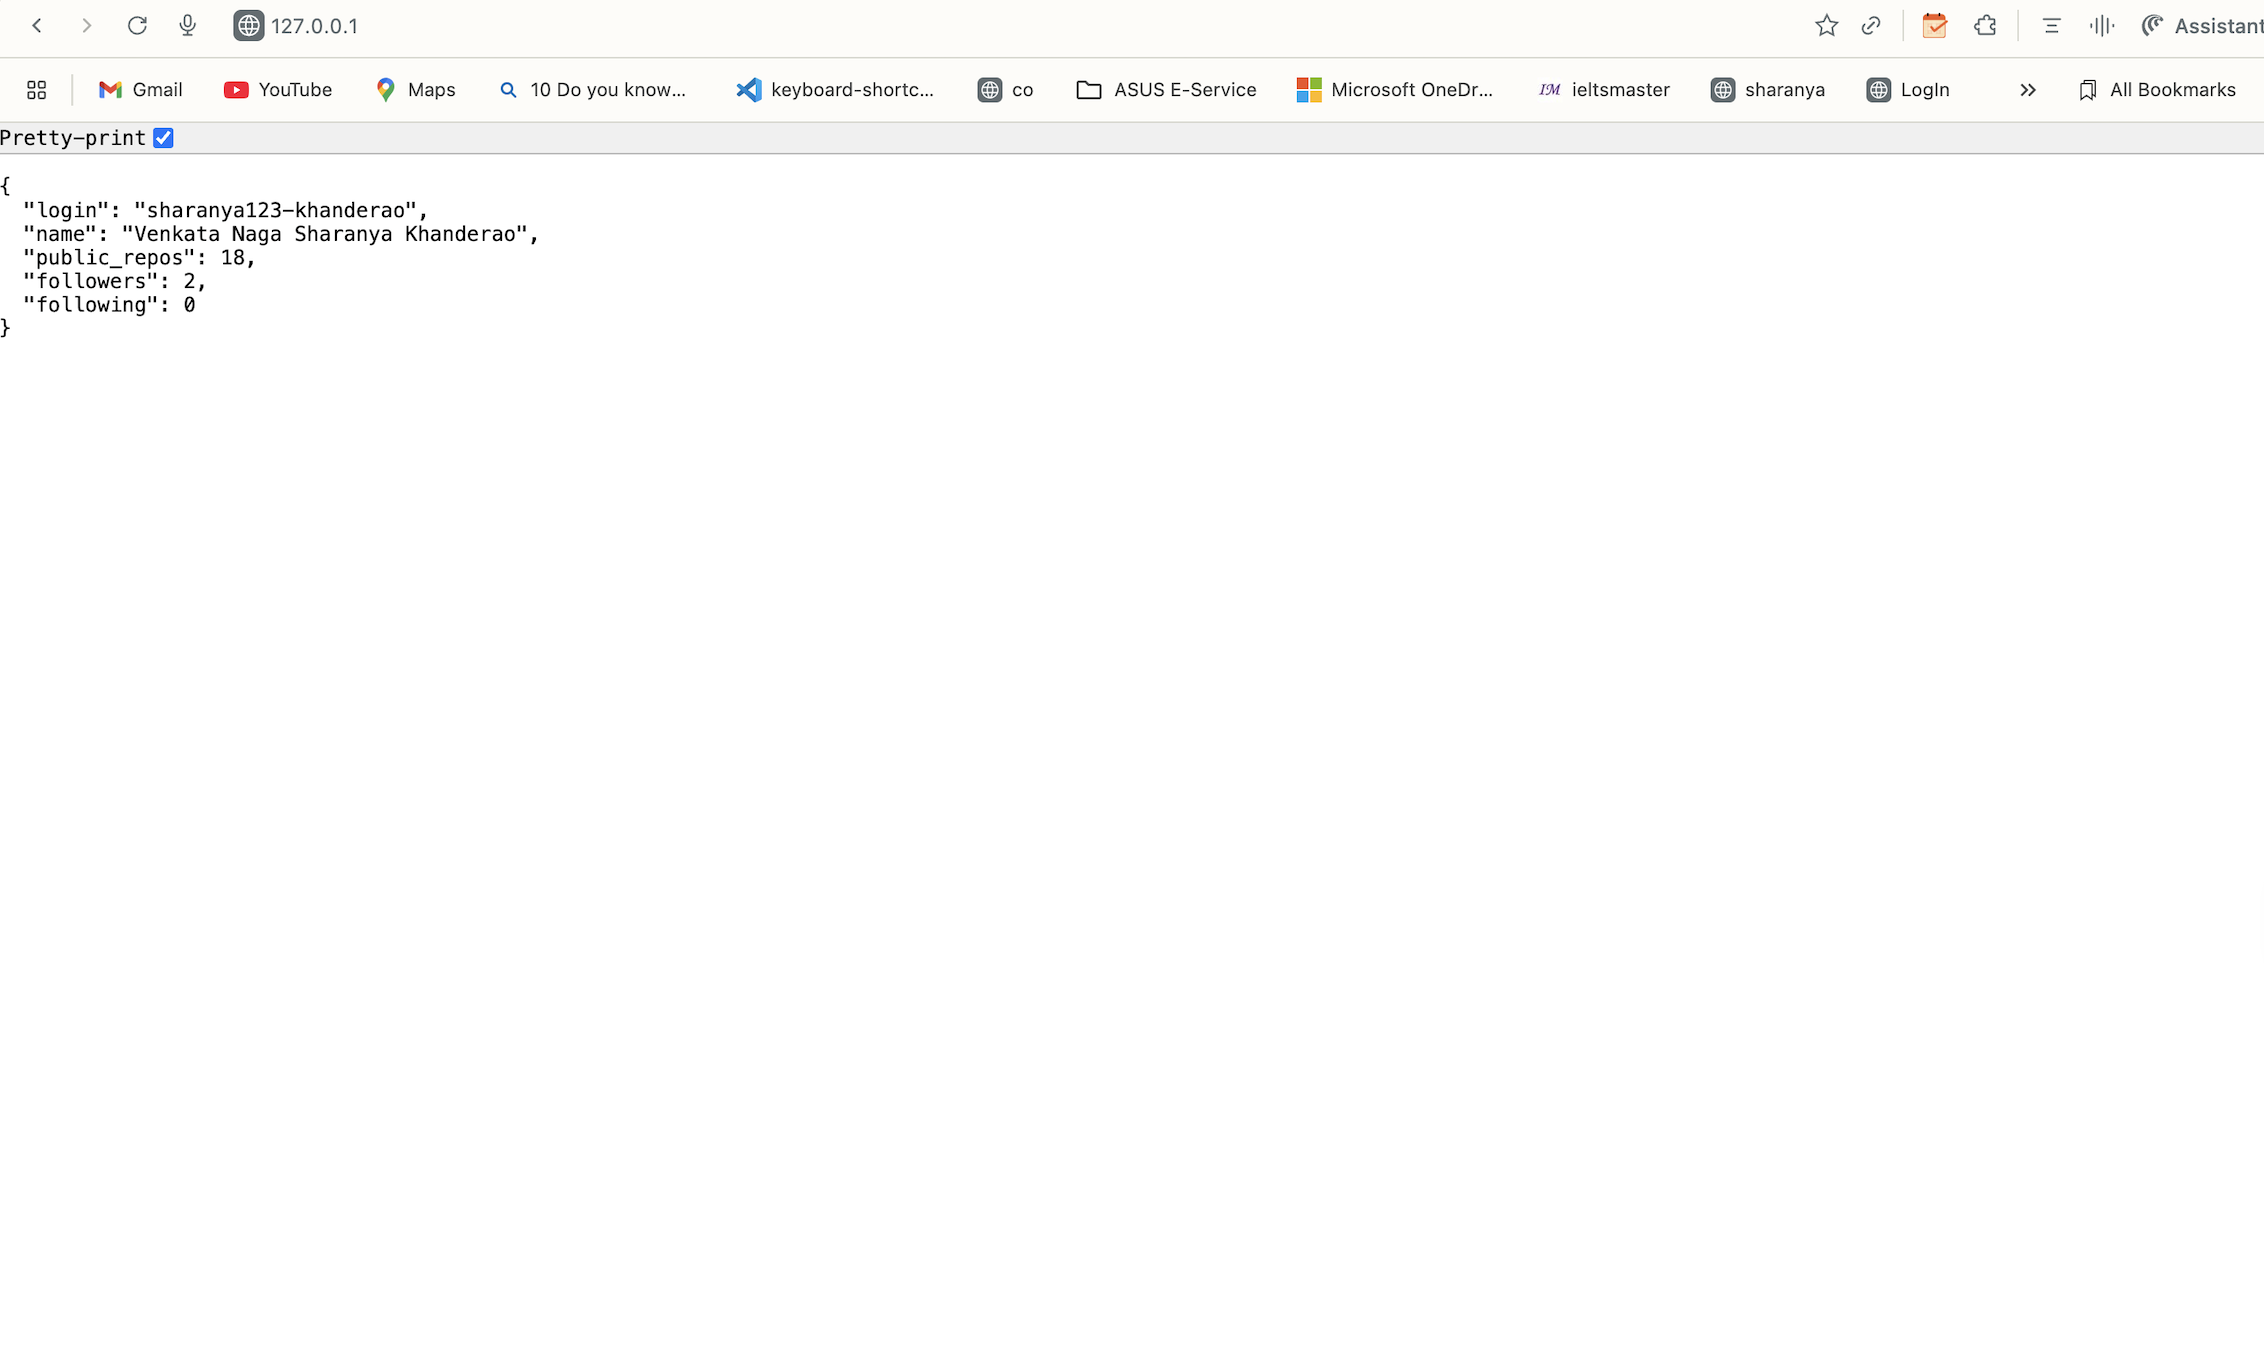 127.0.0.1
Assistant
Gmail
YouTube
Maps
10 Do you know...
keyboard-shortc...
co
ASUS E-Service
Microsoft OneDr...
IM ieltsmaster
sharanya
LogIn
All Bookmarks
Pretty-print
{
  "login": "sharanya123-khanderao",
  "name": "Venkata Naga Sharanya Khanderao",
  "public_repos": 18,
  "followers": 2,
  "following": 0
}